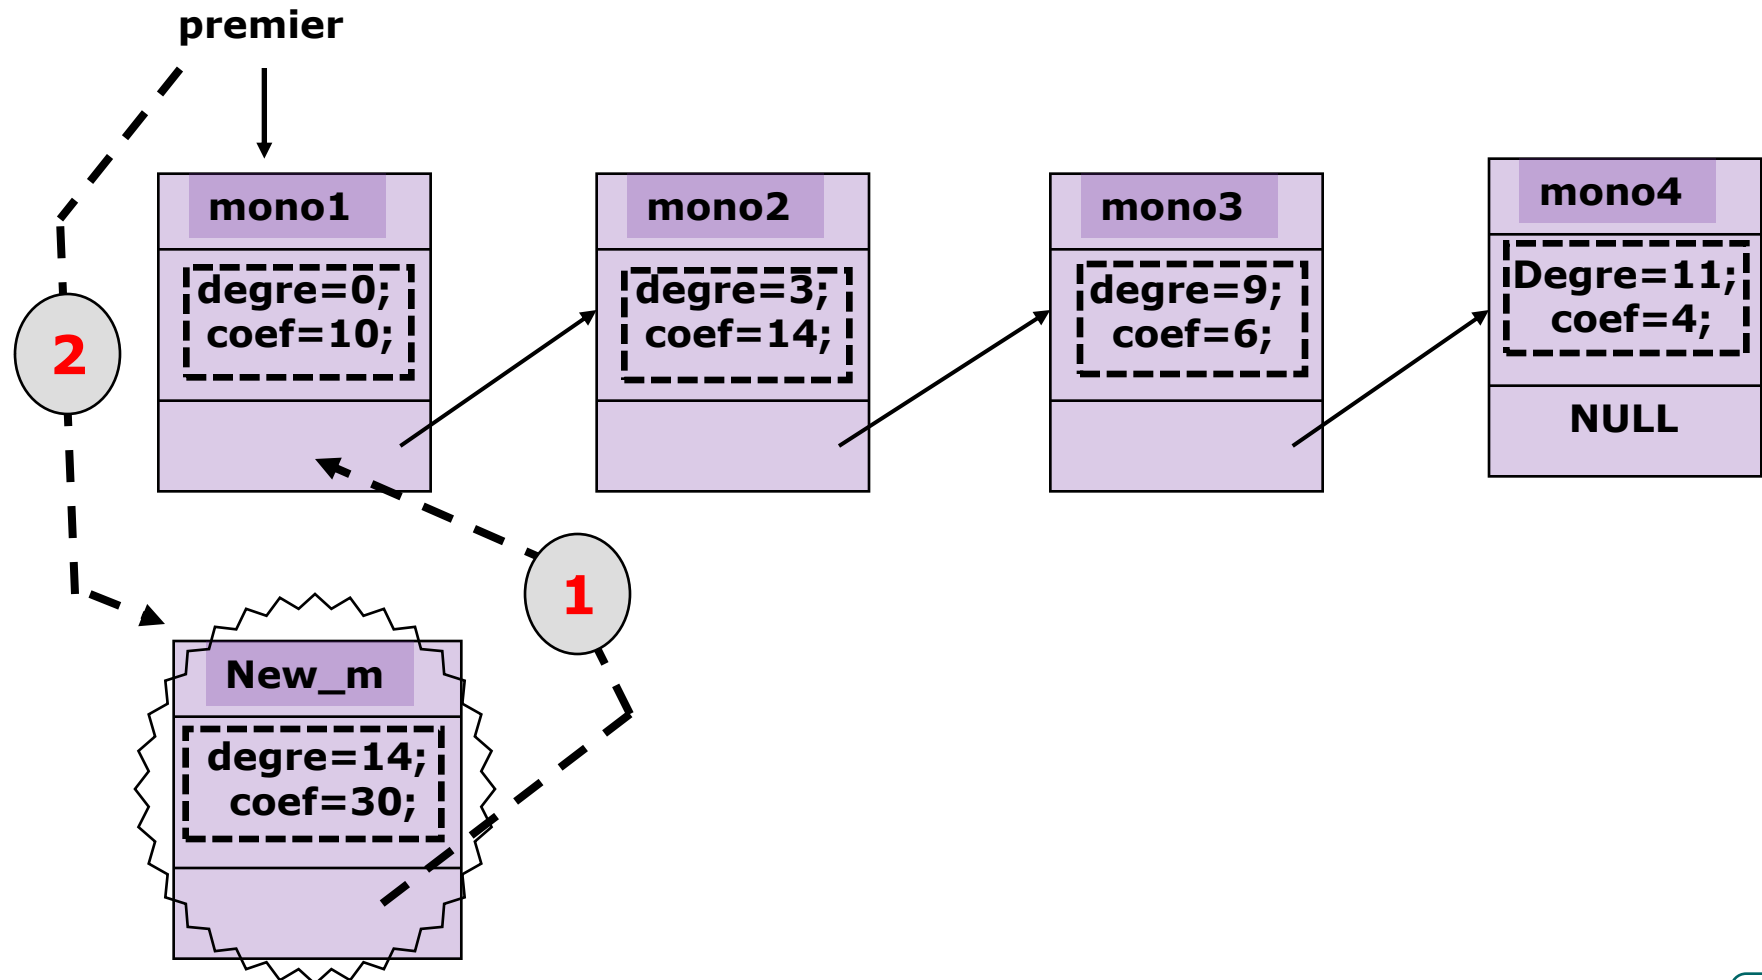 premier
mono1
degre=0;
coef=10;
mono2
degre=3;
coef=14;
mono3
degre=9;
coef=6;
mono4
Degre=11;
coef=4;
NULL
2
1
New_m
degre=14;
coef=30;